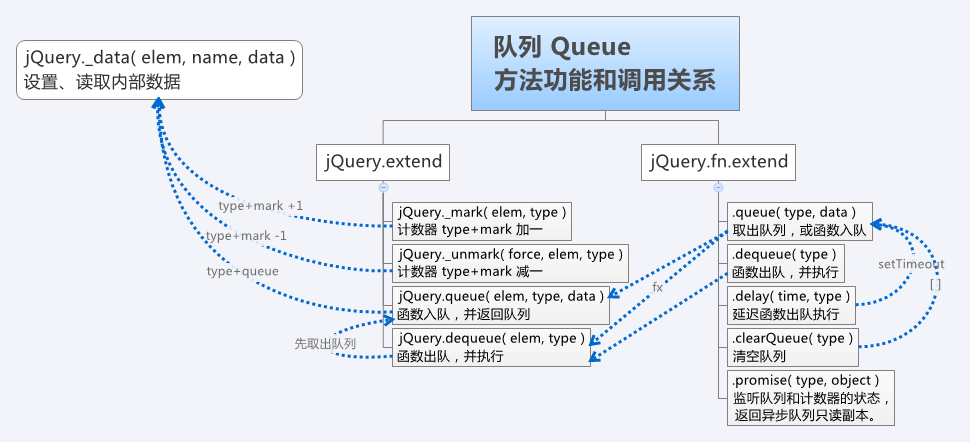 队列 Queue
方法功能和调用关系
jQuery._data( elem, name, data )
设置、读取内部数据
jQuery.extend
jQuery._mark( elem, type )
计数器 type+mark 加一
jQuery._unmark( force, elem, type )
计数器 type+mark 减一
jQuery.queue( elem, type, data )
函数入队，并返回队列
jQuery.dequeue( elem, type )
函数出队，并执行
type+mark +1
type+mark -1
type+queue
先取出队列
jQuery.fn.extend
.queue( type, data )
取出队列，或函数入队
.dequeue( type )
函数出队，并执行
.delay( time, type )
延迟函数出队执行
.clearQueue( type )
清空队列
.promise( type, object )
监听队列和计数器的状态，
返回异步队列只读副本。
fx
setTimeout
[ ]